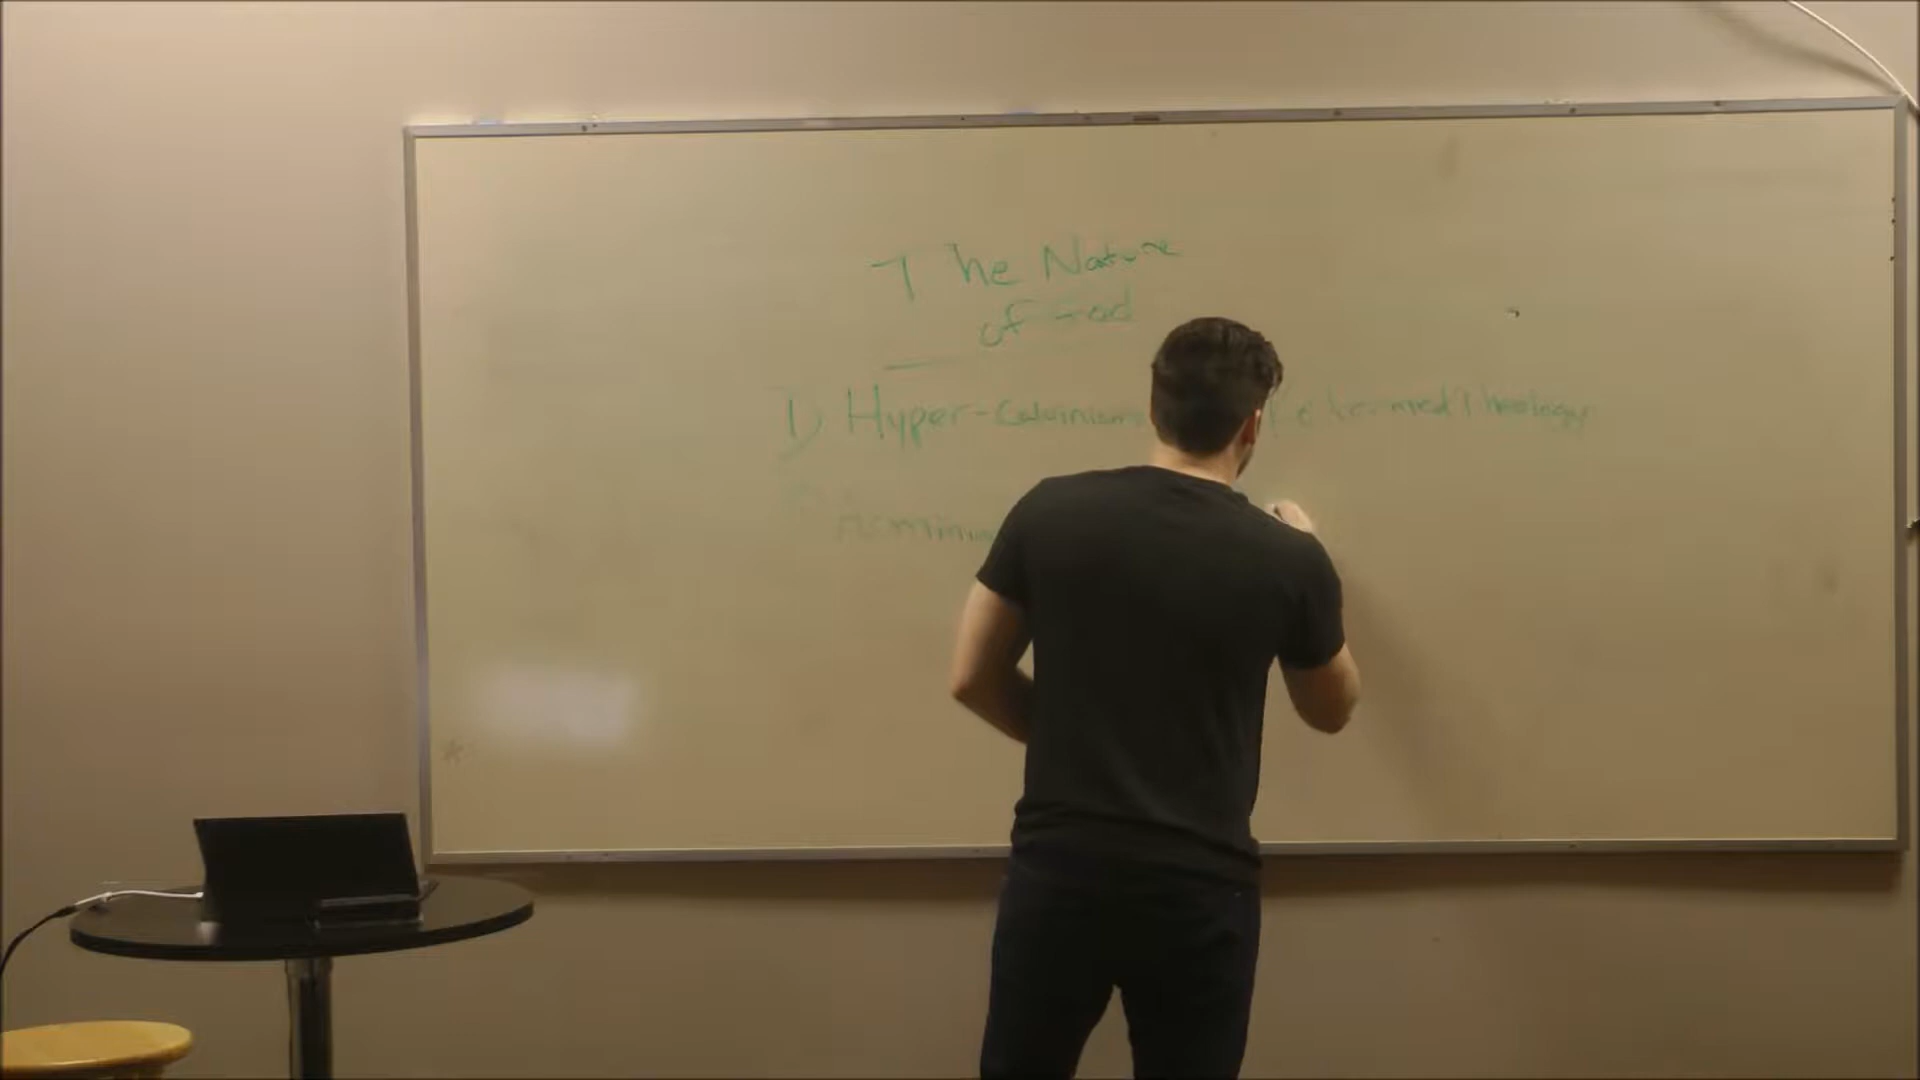 The Nature
of God
1) Hyper-Calvinism Reformed Theology